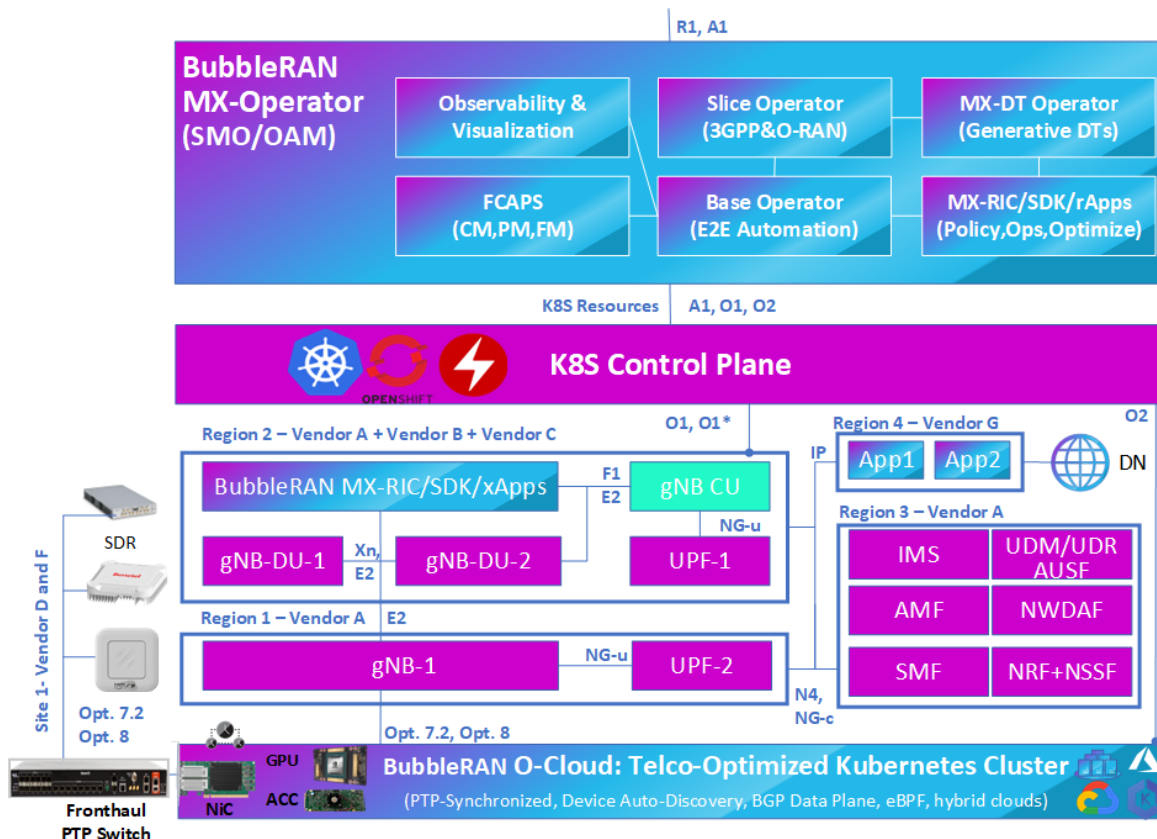 R1, A1
BubbleRAN
MX-Operator
(SMO/OAM)
Observability &
Visualization
Slice Operator
(3GPP&O-RAN)
MX-DT Operator
(Generative DTs)
FCAPS
(CM,PM,FM)
Base Operator
(E2E Automation)
MX-RIC/SDK/rApps
(Policy,Ops,Optimize)
K8S Resources
A1, O1, O2
K8S Control Plane
OPENSHIFT
O1, O1*
O2
Region 2 – Vendor A + Vendor B + Vendor C
BubbleRAN MX-RIC/SDK/xApps
F1
E2
gNB CU
NG-u
gNB-DU-1
Xn,
E2
gNB-DU-2
UPF-1
Region 4 – Vendor G
IP
App1
App2
DN
Region 3 – Vendor A
IMS
UDM/UDR
AUSF
AMF
NWDAF
SMF
NRF+NSSF
Region 1 – Vendor A
E2
gNB-1
NG-u
UPF-2
N4,
NG-c
Site 1- Vendor D and F
SDR
Opt. 7.2
Opt. 8
Opt. 7.2, Opt. 8
Fronthaul
PTP Switch
NiC
GPU
ACC
BubbleRAN O-Cloud: Telco-Optimized Kubernetes Cluster
(PTP-Synchronized, Device Auto-Discovery, BGP Data Plane, eBPF, hybrid clouds)
K